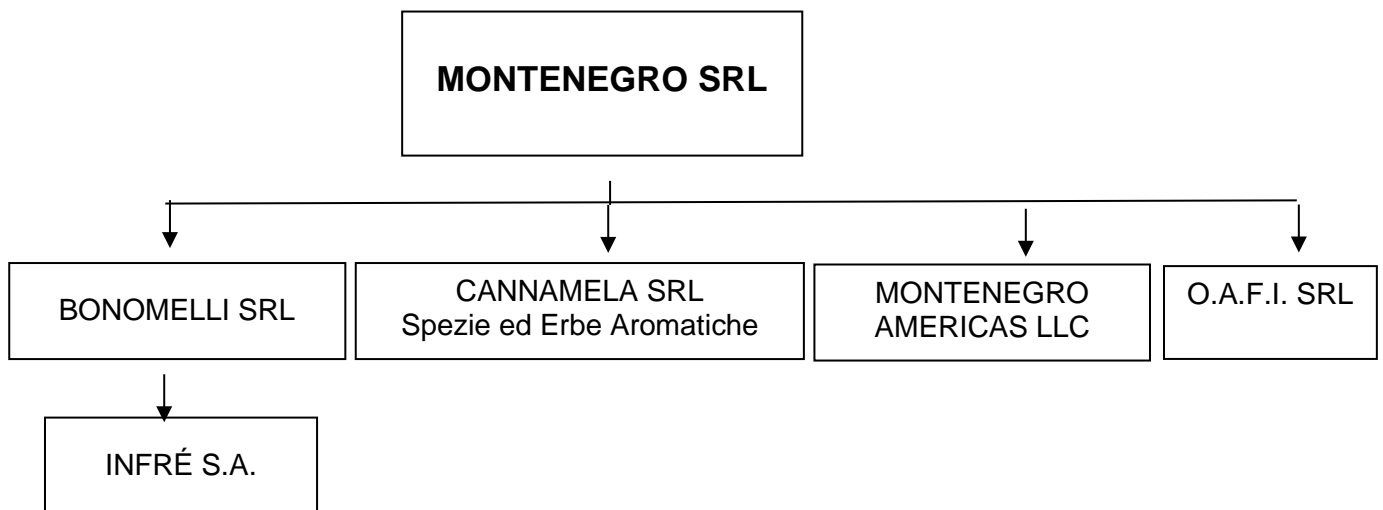 MONTENEGRO SRL
BONOMELLI SRL
CANNAMELA SRL
Spezie ed Erbe Aromatiche
MONTENEGRO
AMERICAS LLC
O.A.F.I. SRL
INFRÉ S.A.